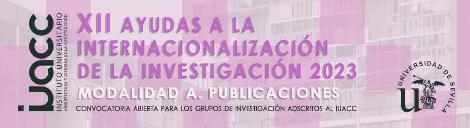 iuacc
INSTITUTO UNIVERSITARIO
XII AYUDAS A LA
INTERNACIONALIZACIÓN
DE LA INVESTIGACIÓN 2023
MODALIDAD A. PUBLICACIONES
CONVOCATORIA ABIERTA PARA LOS GRUPOS DE INVESTIGACIÓN ADSCRITOS AL IUACC
UNIVERSIDAD DE SEVILLA